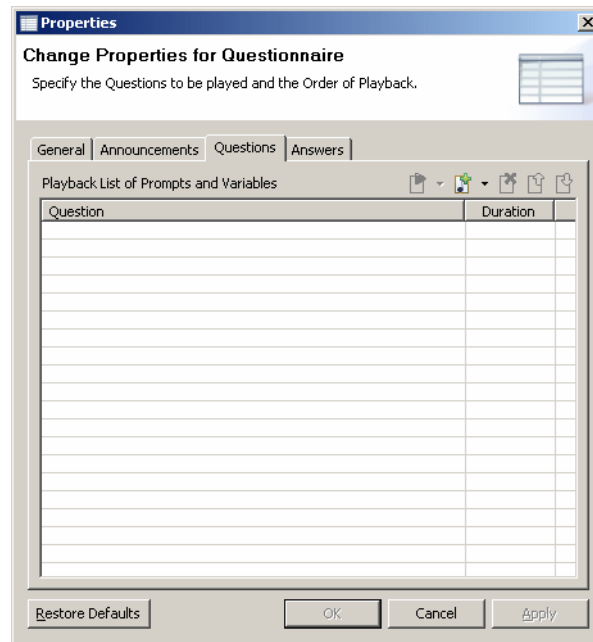 Properties
Change Properties for Questionnaire
Specify the Questions to be played and the Order of Playback.
General Announcements Questions Answers
Playback List of Prompts and Variables
Question Duration
Restore Defaults OK Cancel Apply